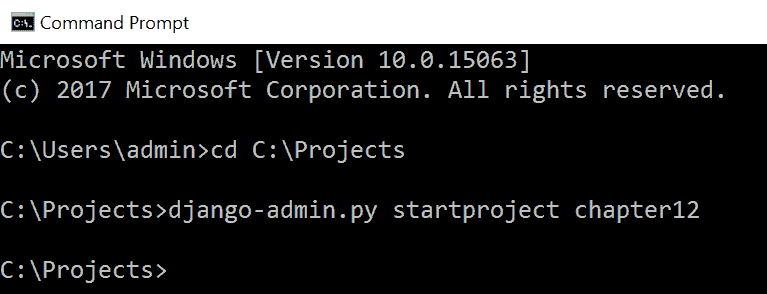 Command Prompt
Microsoft Windows [Version 10.0.15063]
(c) 2017 Microsoft Corporation. All rights reserved.
C:\Users\admin>cd C:\Projects
C:\Projects>django-admin.py startproject chapter12
C:\Projects>